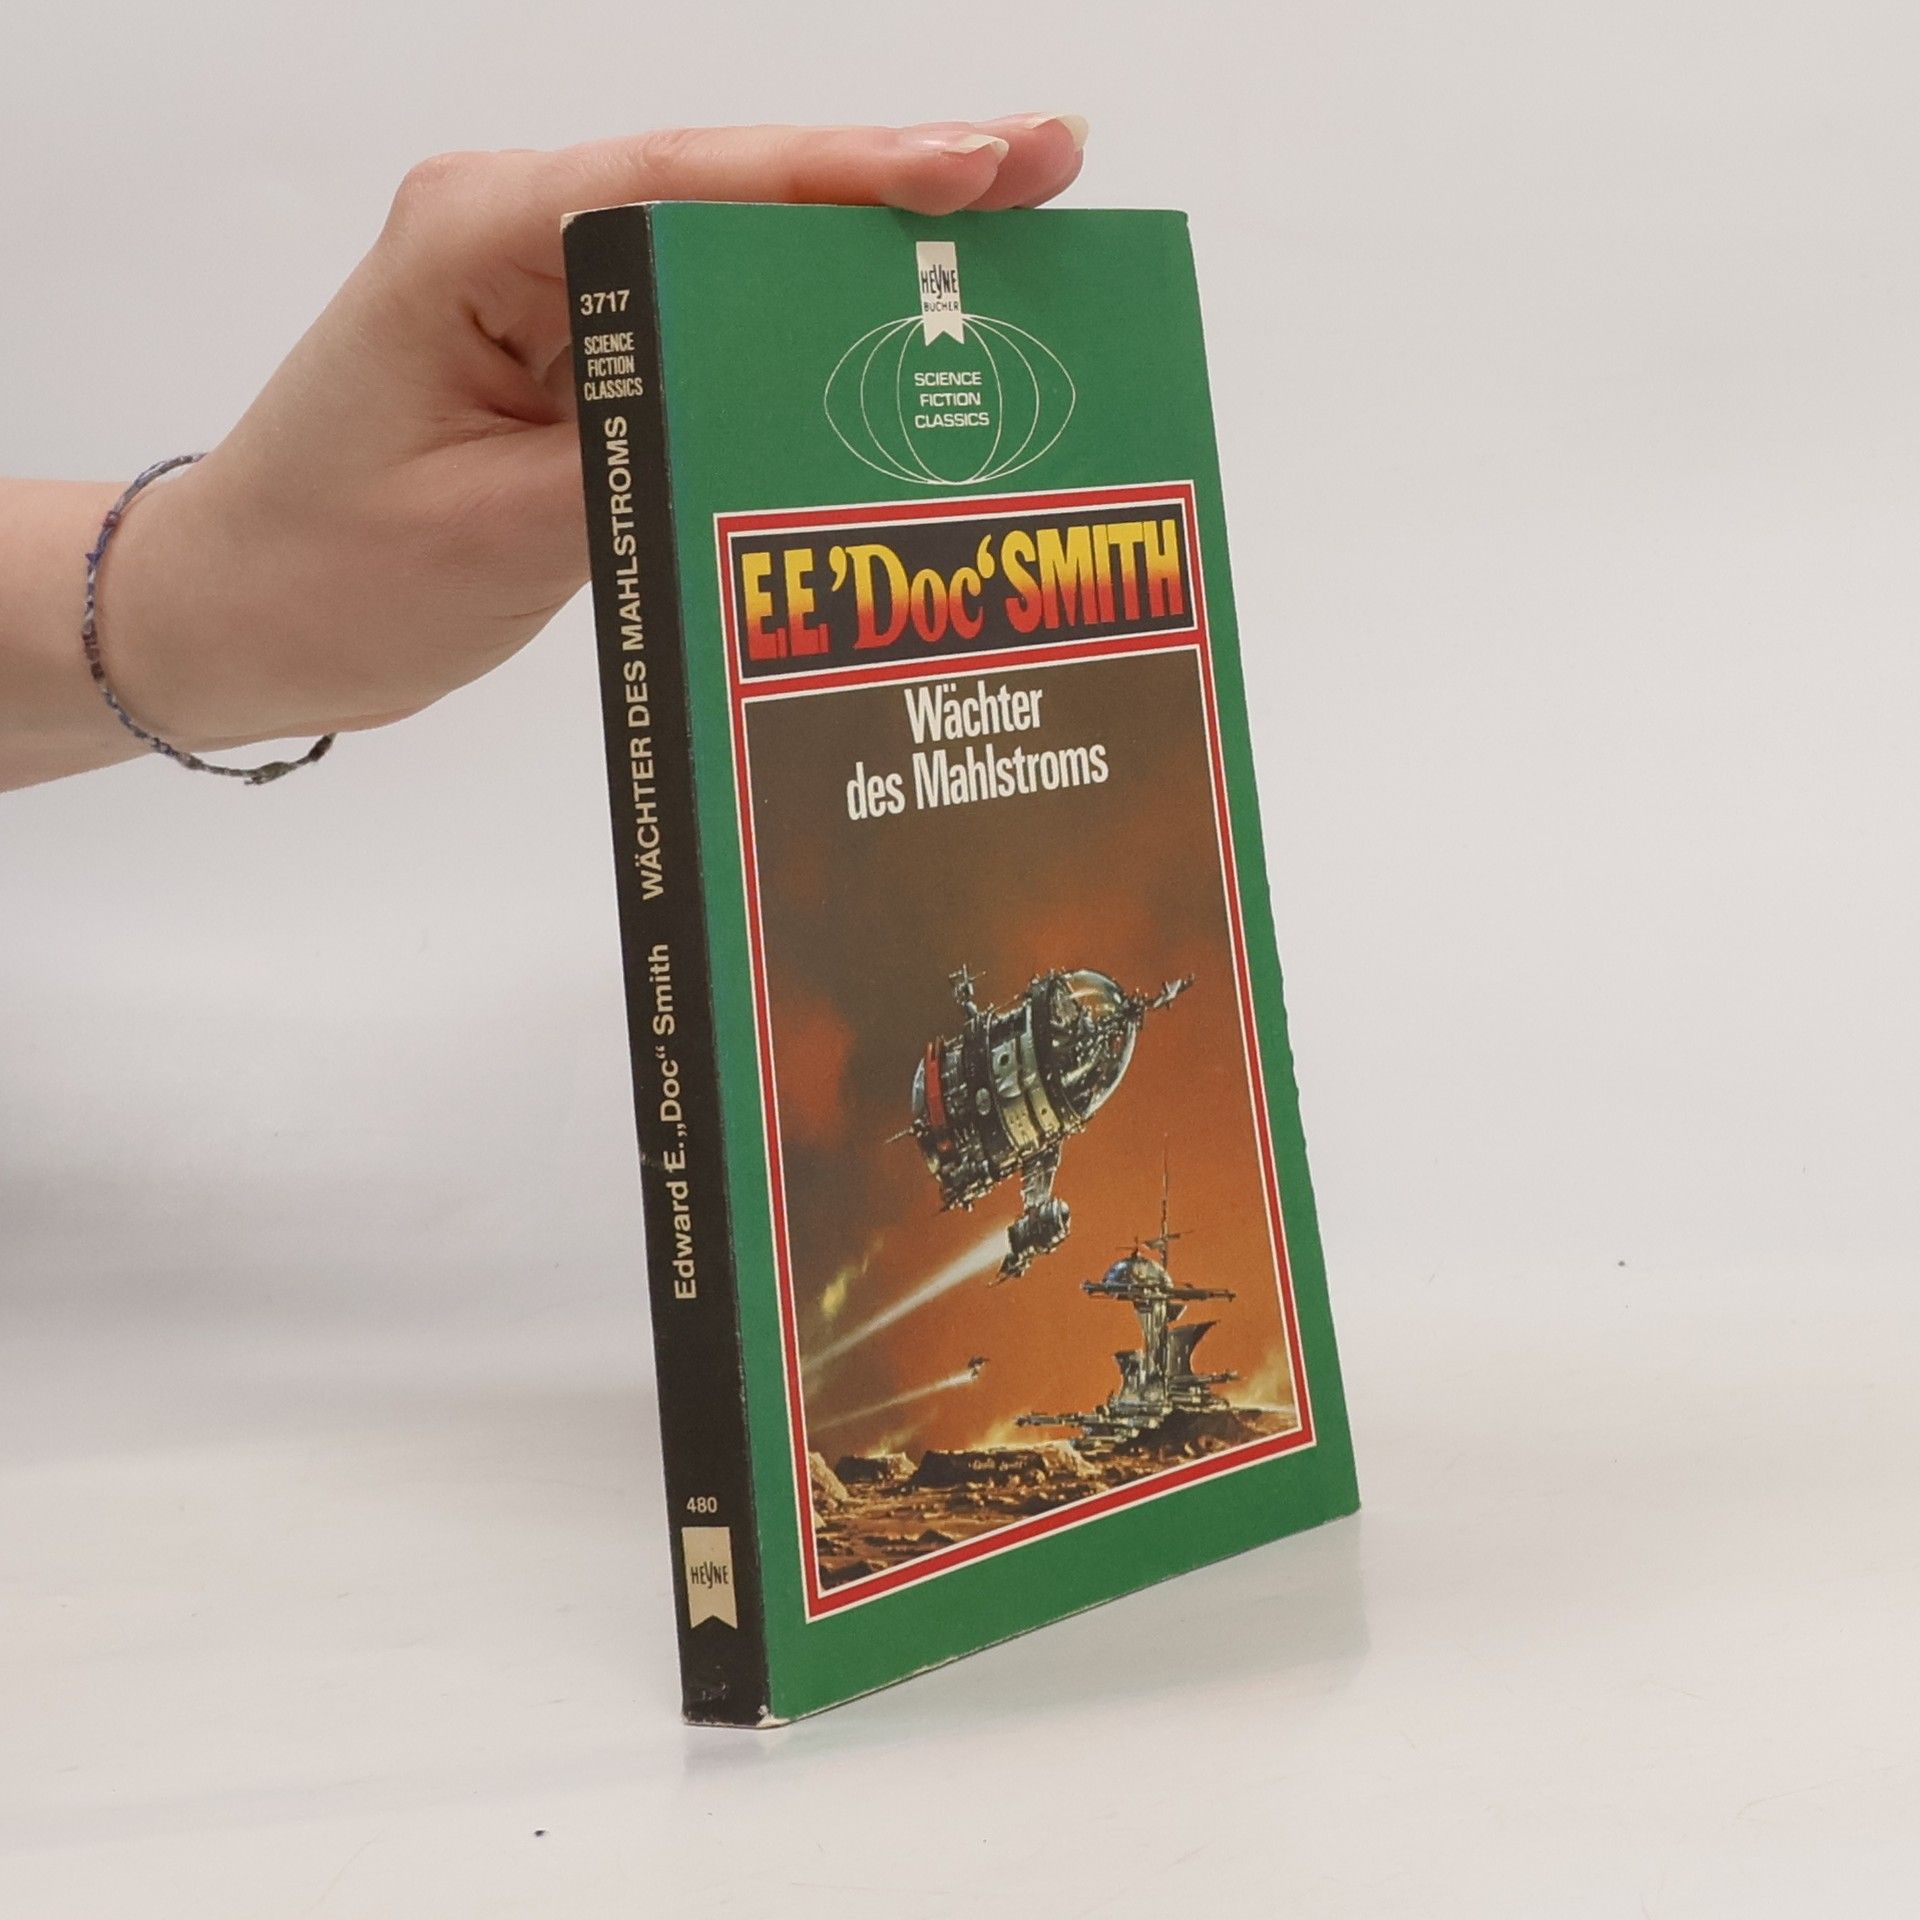 3717
SCIENCE
FICTION
CLASSICS
WÄCHTER DES MAHLSTROMS
Edward E. „Doc“ Smith
480
HEYNE
HEYNE
BÜCHER
SCIENCE
FICTION
CLASSICS
E.E. ’Doc‘ SMITH
Wächter
des Mahlstroms